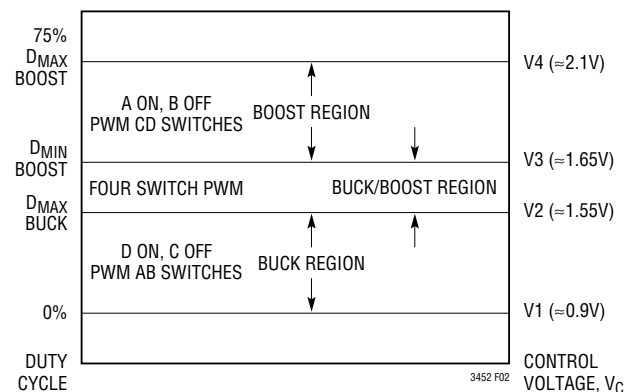 75%
DMAX
BOOST
V4 (≈2.1V)
A ON, B OFF
PWM CD SWITCHES
BOOST REGION
DMIN
BOOST
V3 (≈1.65V)
FOUR SWITCH PWM
BUCK/BOOST REGION
DMAX
BUCK
V2 (≈1.55V)
D ON, C OFF
PWM AB SWITCHES
BUCK REGION
0%
V1 (≈0.9V)
DUTY
CYCLE
3452 F02
CONTROL
VOLTAGE, VC